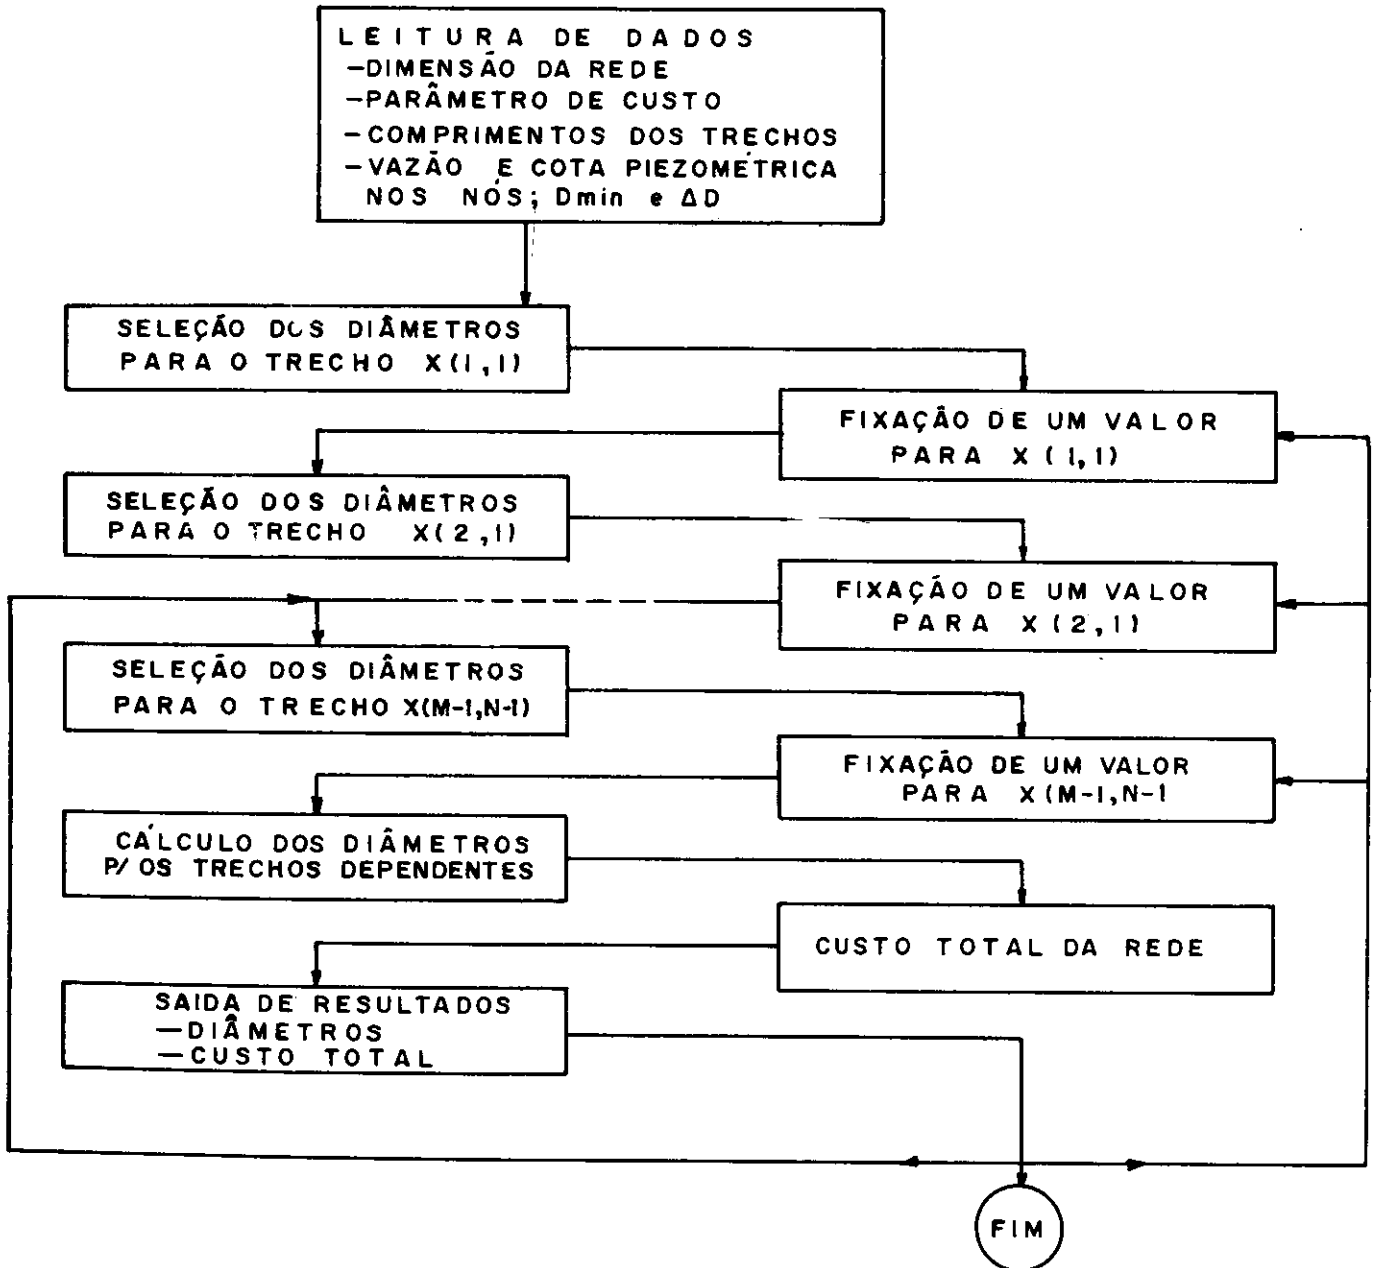 LEITURA DE DADOS
-DIMENSÃO DA REDE
-PARÂMETRO DE CUSTO
-COMPRIMENTOS DOS TRECHOS
-VAZÃO E COTA PIEZOMÉTRICA
NOS NÓS; Dmin e ΔD
SELEÇÃO DOS DIÂMETROS
PARA O TRECHO X(1,1)
FIXAÇÃO DE UM VALOR
PARA X (1,1)
SELEÇÃO DOS DIÂMETROS
PARA O TRECHO X(2,1)
FIXAÇÃO DE UM VALOR
PARA X (2,1)
SELEÇÃO DOS DIÂMETROS
PARA O TRECHO X(M-1,N-1)
FIXAÇÃO DE UM VALOR
PARA X(M-1,N-1
CÁLCULO DOS DIÂMETROS
P/ OS TRECHOS DEPENDENTES
CUSTO TOTAL DA REDE
SAIDA DE RESULTADOS
—DIÂMETROS
—CUSTO TOTAL
FIM